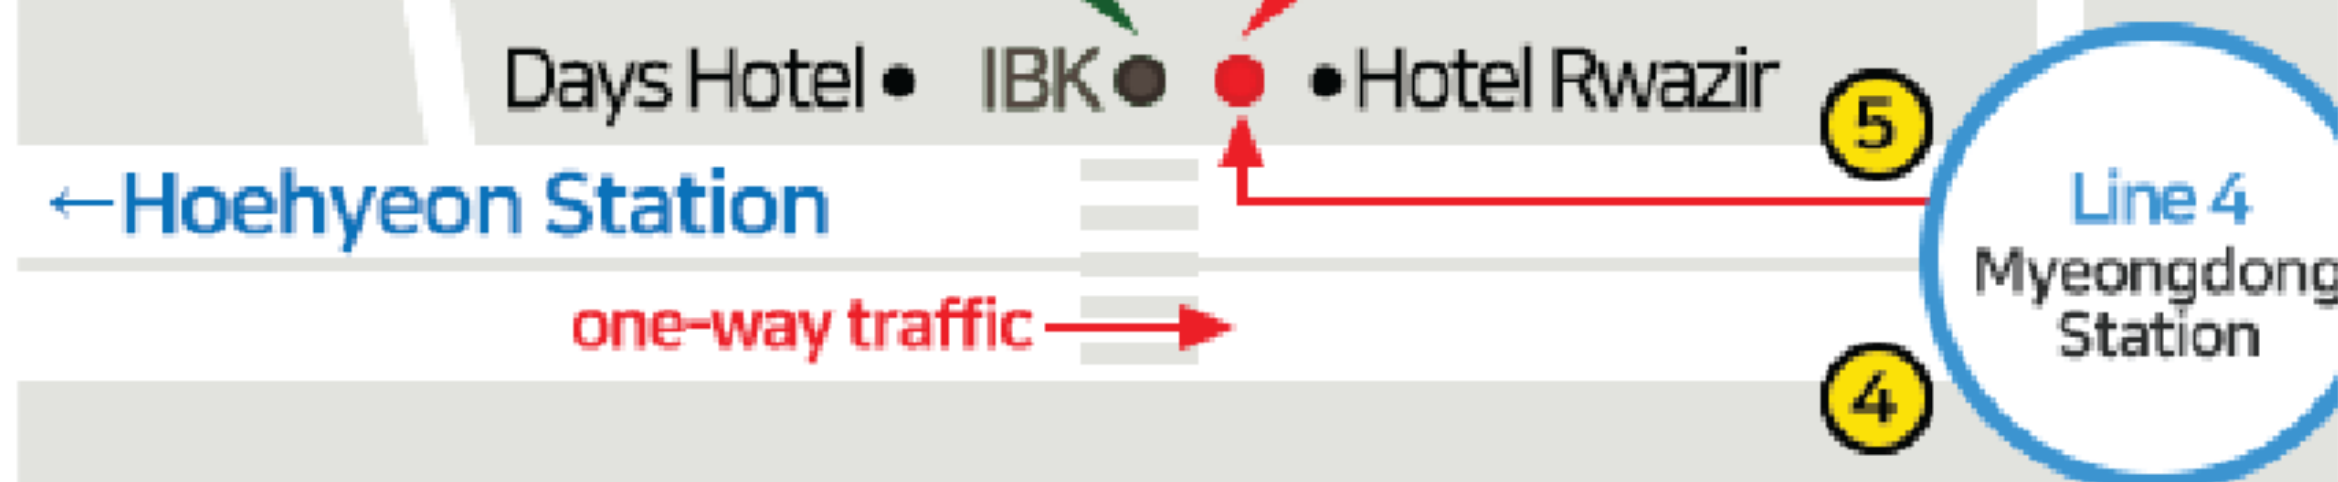 Days Hotel
IBK
Hotel Rwazir
5
←Hoehyeon Station
Line 4
Myeongdong
Station
one-way traffic
4